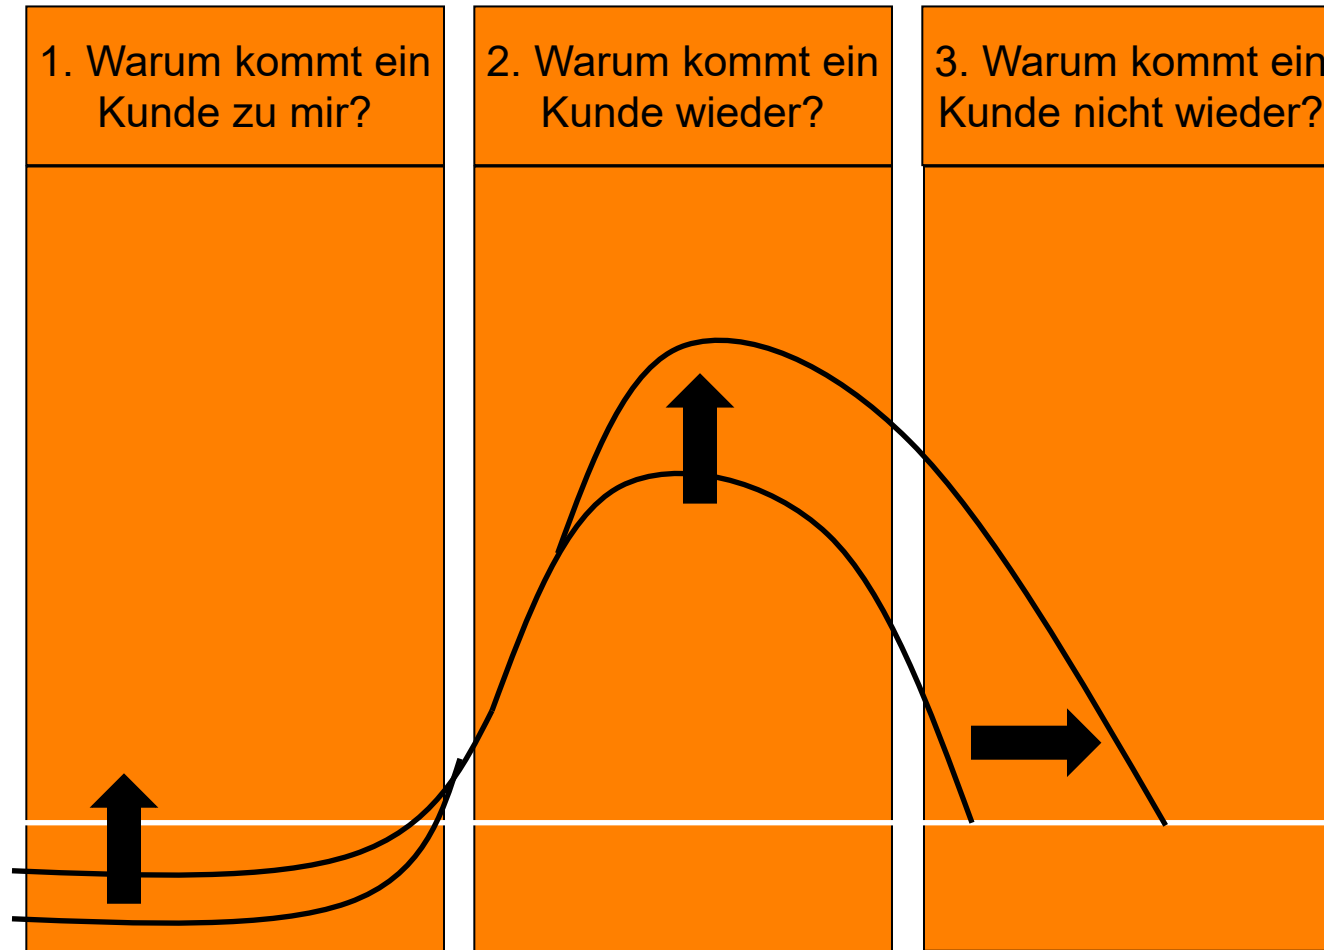 1. Warum kommt ein
Kunde zu mir?
2. Warum kommt ein
Kunde wieder?
3. Warum kommt ein
Kunde nicht wieder?